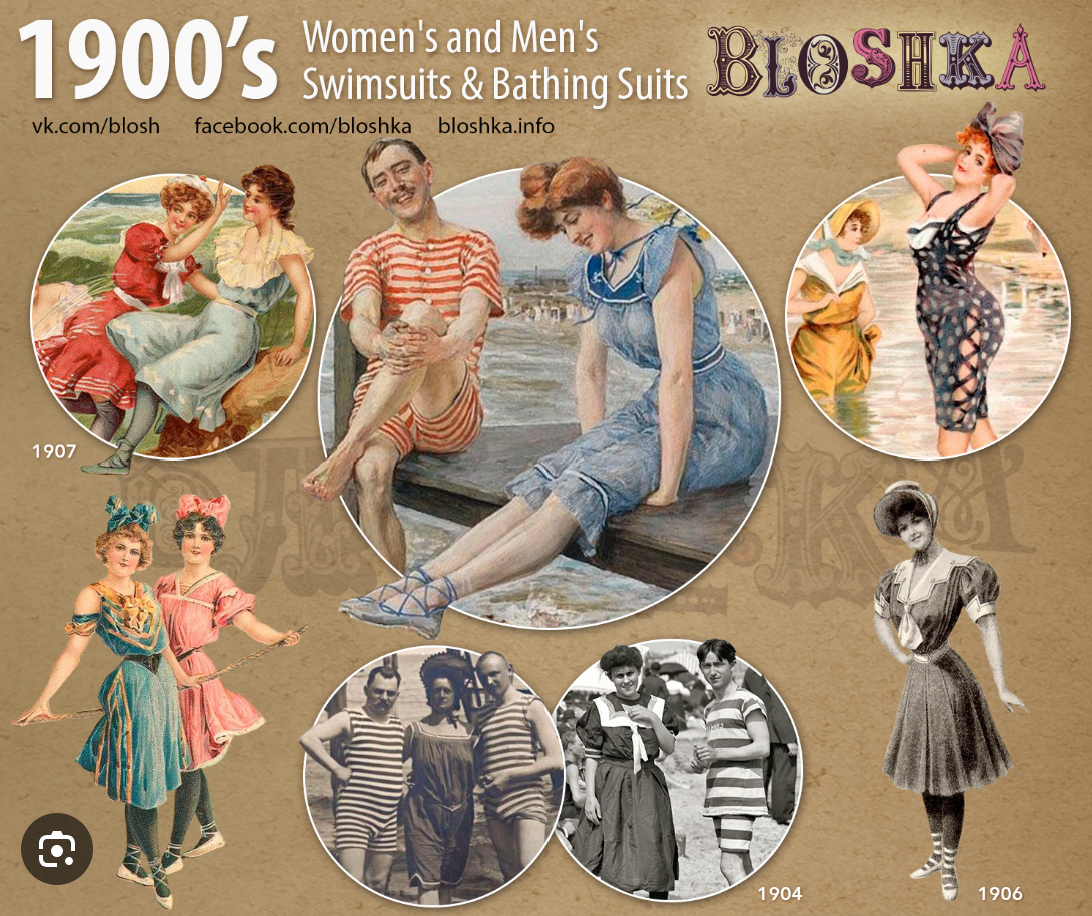 1900's
Women's and Men's
Swimsuits & Bathing Suits
BLOSHKA
vk.com/blosh facebook.com/bloshka bloshka.info
1907
1904
1906